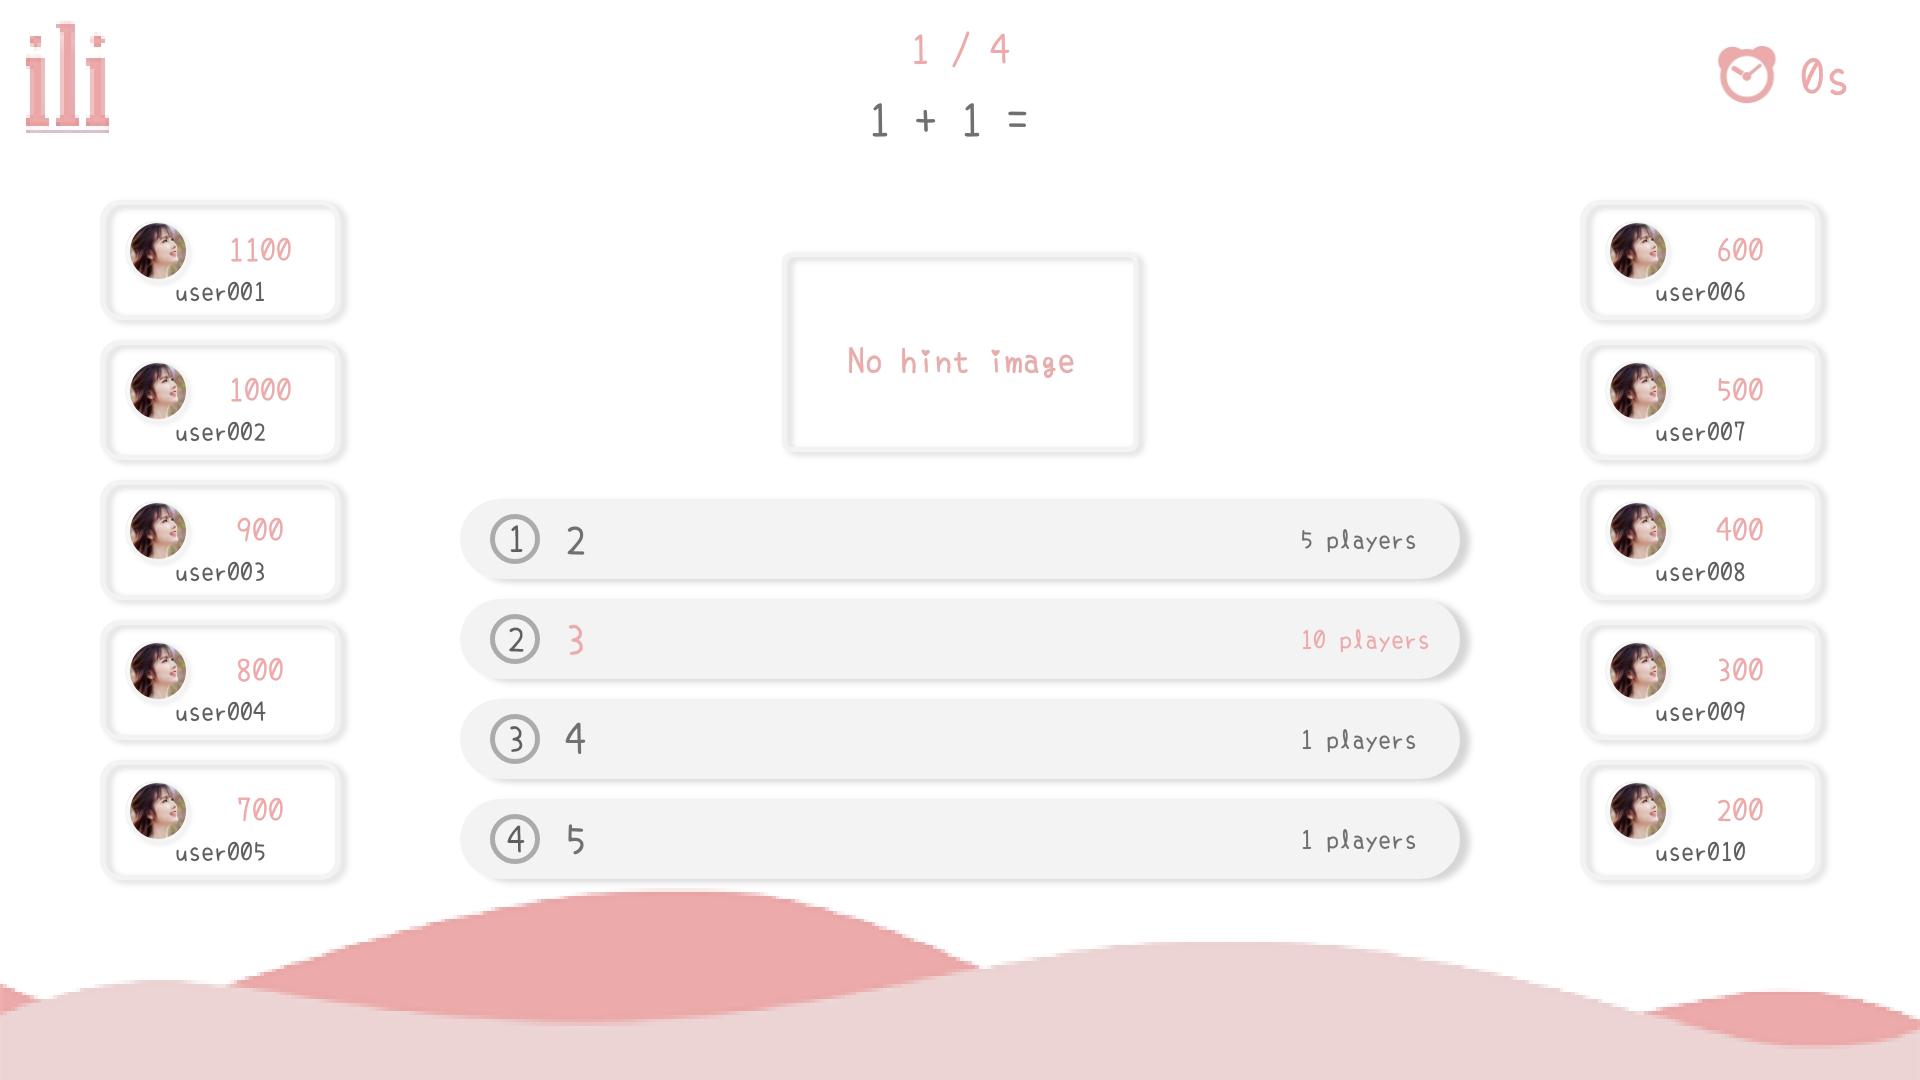 ili
1 / 4
0s
1 + 1 =
1100
user001
1000
user002
900
user003
800
user004
700
user005
No hint image
1 2 5 players
2 3 10 players
3 4 1 players
4 5 1 players
600
user006
500
user007
400
user008
300
user009
200
user010